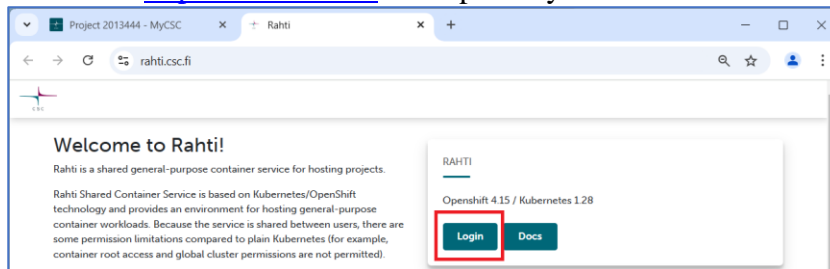 Project 2013444 - MyCSC
Rahti
rahti.csc.fi
CSC
Welcome to Rahti!
Rahti is a shared general-purpose container service for hosting projects.
Rahti Shared Container Service is based on Kubernetes/OpenShift
technology and provides an environment for hosting general-purpose
container workloads. Because the service is shared between users, there are
some permission limitations compared to plain Kubernetes (for example,
container root access and global cluster permissions are not permitted).
RAHTI
Openshift 4.15 / Kubernetes 1.28
Login Docs